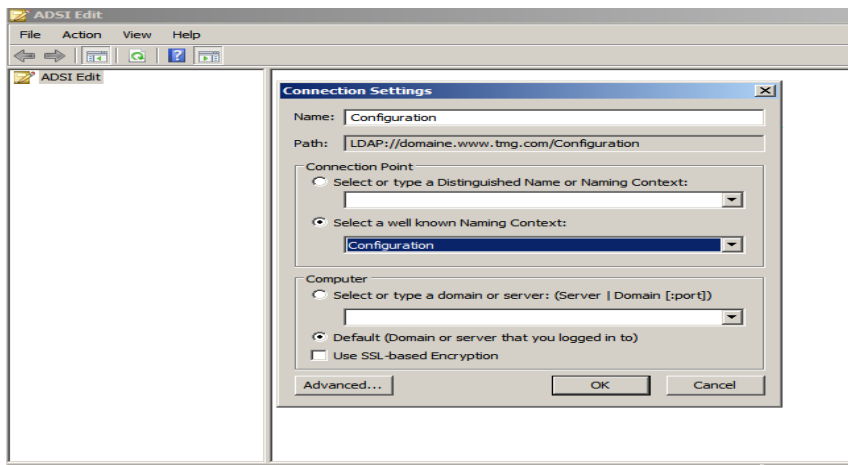 ADSI Edit
File Action View Help
ADSI Edit
Connection Settings
Name: Configuration
Path: LDAP://domaine.www.tmg.com/Configuration
Connection Point
Select or type a Distinguished Name or Naming Context:
Select a well known Naming Context:
Configuration
Computer
Select or type a domain or server: (Server | Domain [:port])
Default (Domain or server that you logged in to)
Use SSL-based Encryption
Advanced... OK Cancel